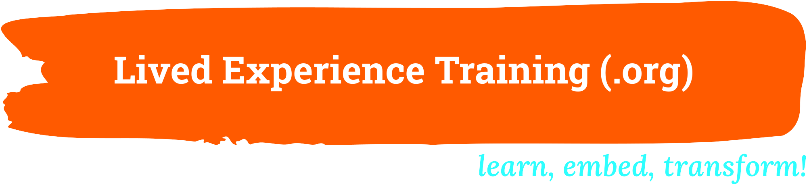 Lived Experience Training (.org)
learn, embed, transform!